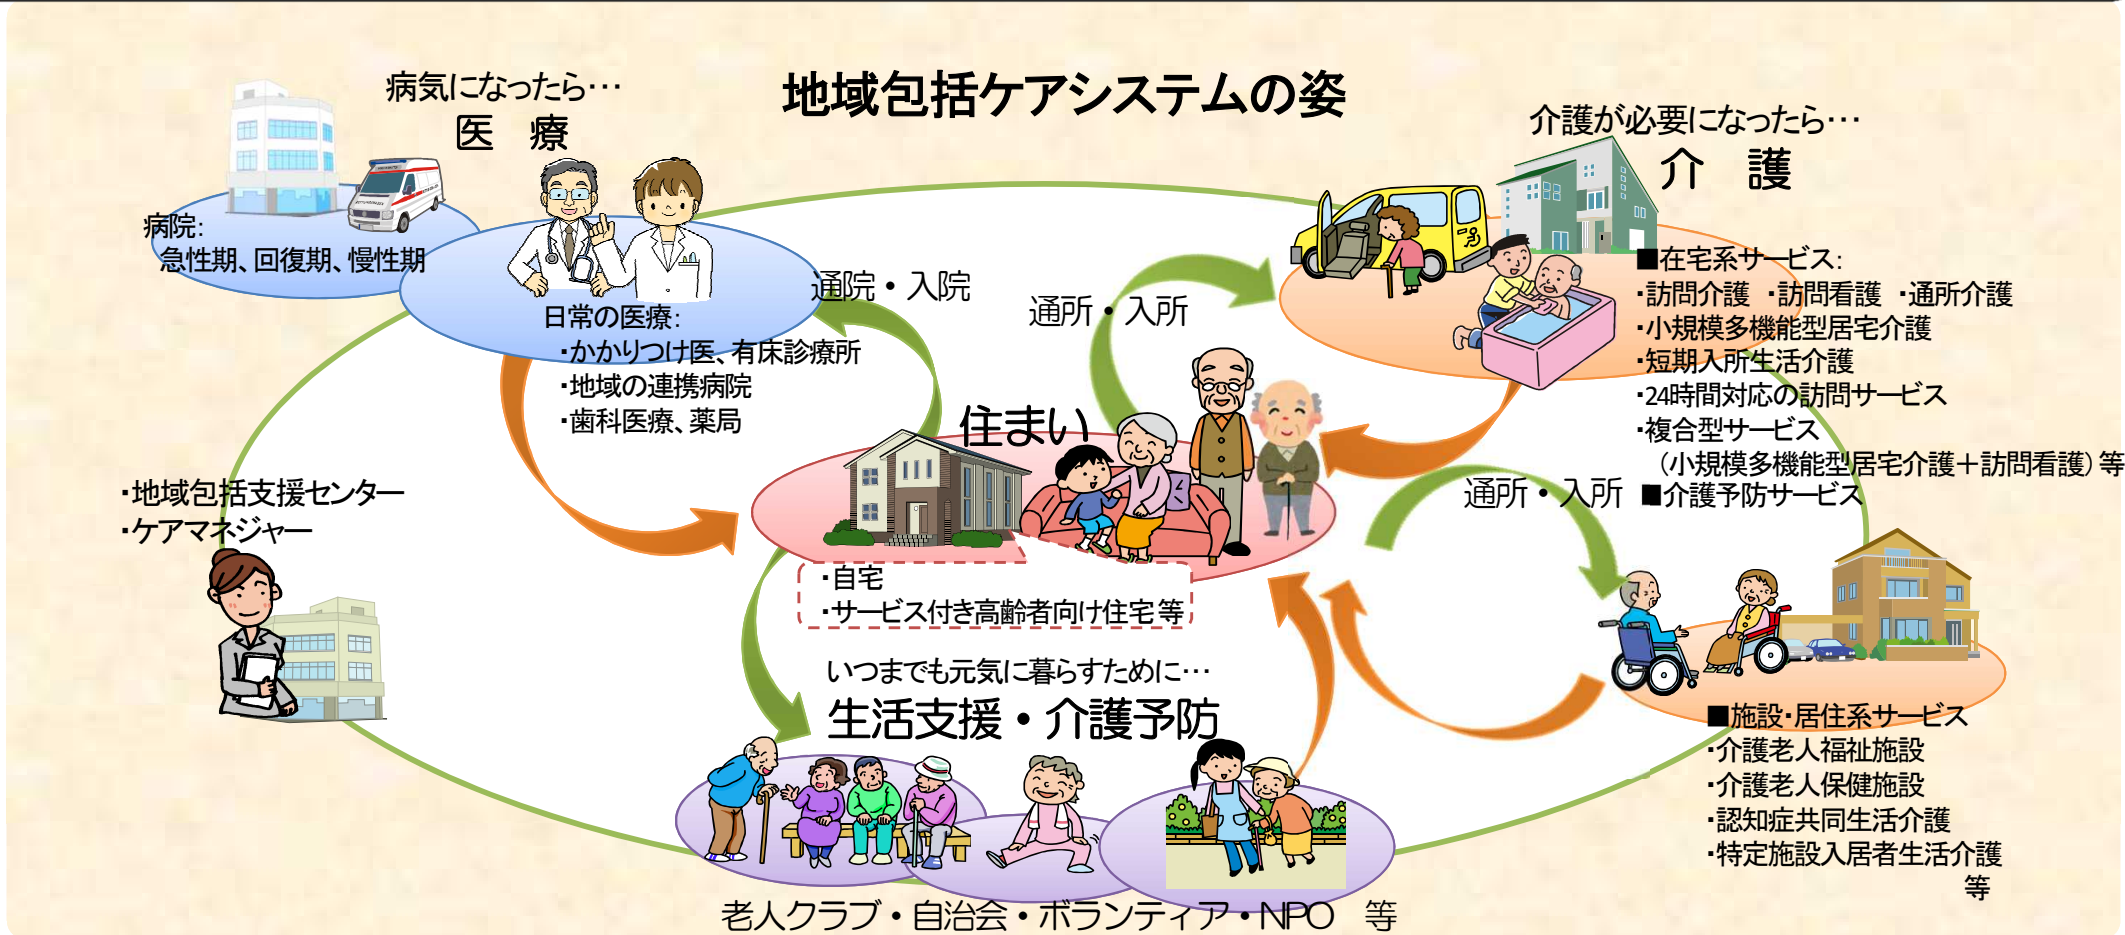 地域包括ケアシステムの姿
病気になったら…
医 療
病院:
急性期、回復期、慢性期
日常の医療:
・かかりつけ医、有床診療所
・地域の連携病院
・歯科医療、薬局
通院・入院
通所・入所
介護が必要になったら…
介 護
■在宅系サービス:
・訪問介護 ・訪問看護 ・通所介護
・小規模多機能型居宅介護
・短期入所生活介護
・24時間対応の訪問サービス
・複合型サービス
(小規模多機能型居宅介護+訪問看護)等
■介護予防サービス
通所・入所
住まい
・自宅
・サービス付き高齢者向け住宅等
・地域包括支援センター
・ケアマネジャー
いつまでも元気に暮らすために…
生活支援・介護予防
■施設・居住系サービス
・介護老人福祉施設
・介護老人保健施設
・認知症共同生活介護
・特定施設入居者生活介護
等
老人クラブ・自治会・ボランティア・NPO 等